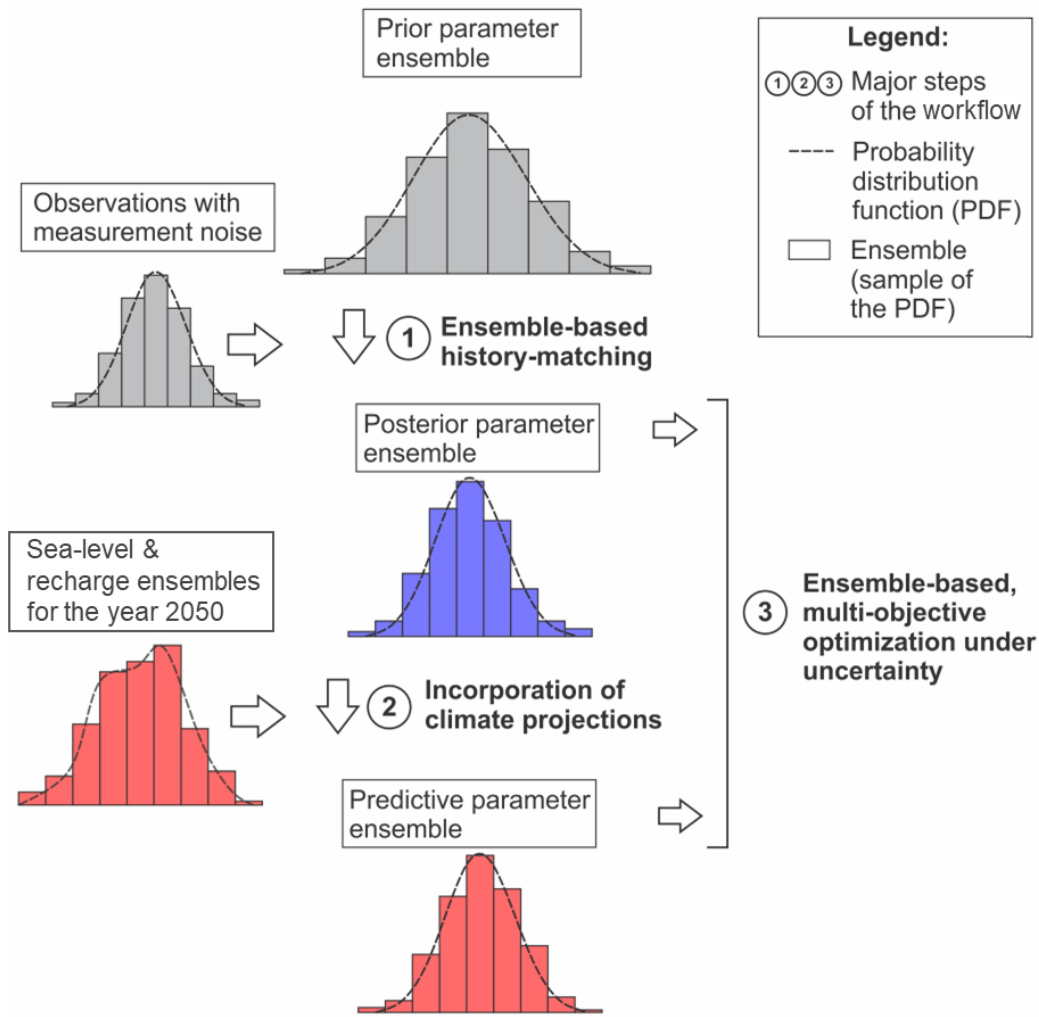 Prior parameter
ensemble
Legend:
①②③ Major steps
of the workflow
Probability
distribution
function (PDF)
Ensemble
(sample of
the PDF)
Observations with
measurement noise
① Ensemble-based
history-matching
Posterior parameter
ensemble
Sea-level &
recharge ensembles
for the year 2050
② Incorporation of
climate projections
③ Ensemble-based,
multi-objective
optimization under
uncertainty
Predictive parameter
ensemble